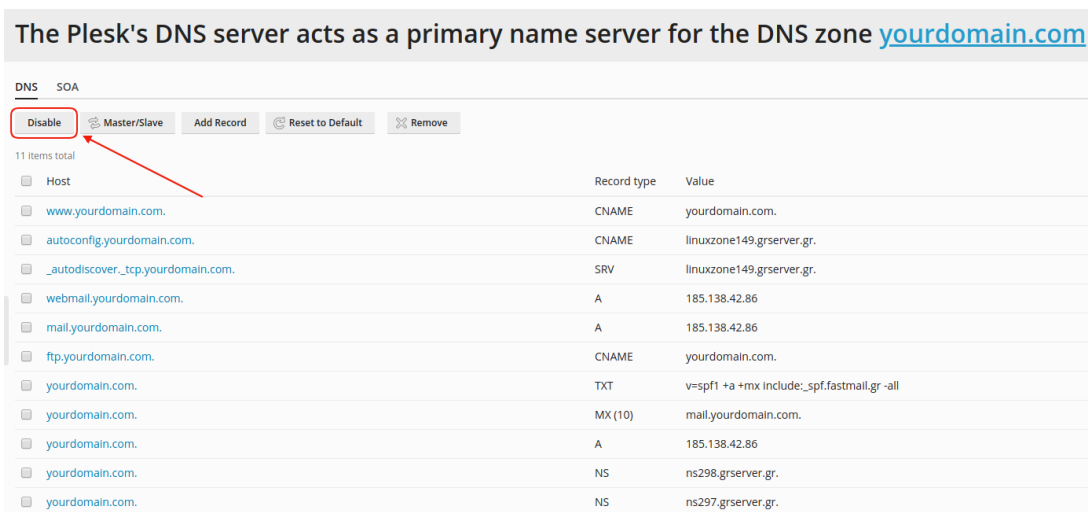 The Plesk's DNS server acts as a primary name server for the DNS zone yourdomain.com
DNS SOA
Disable Master/Slave Add Record Reset to Default Remove
11 items total
Host Record type Value
www.yourdomain.com. CNAME yourdomain.com.
autoconfig.yourdomain.com. CNAME linuxzone149.grserver.gr.
_autodiscover._tcp.yourdomain.com. SRV linuxzone149.grserver.gr.
webmail.yourdomain.com. A 185.138.42.86
mail.yourdomain.com. A 185.138.42.86
ftp.yourdomain.com. CNAME yourdomain.com.
yourdomain.com. TXT v=spf1 +a +mx include:_spf.fastmail.gr -all
yourdomain.com. MX (10) mail.yourdomain.com.
yourdomain.com. A 185.138.42.86
yourdomain.com. NS ns298.grserver.gr.
yourdomain.com. NS ns297.grserver.gr.